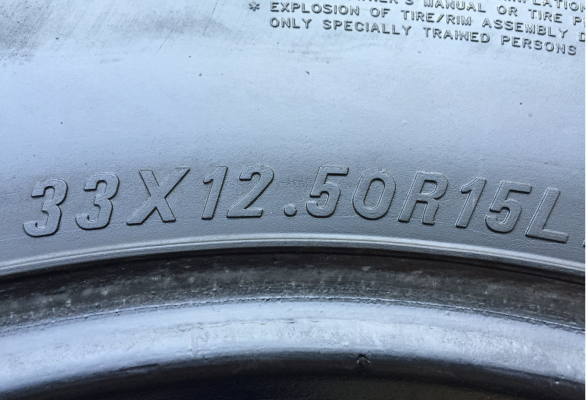 MANUAL OR TIRE
* EXPLOSION OF TIRE/RIM ASSEMBLY
ONLY SPECIALLY TRAINED PERSONS
33X12.50R15L